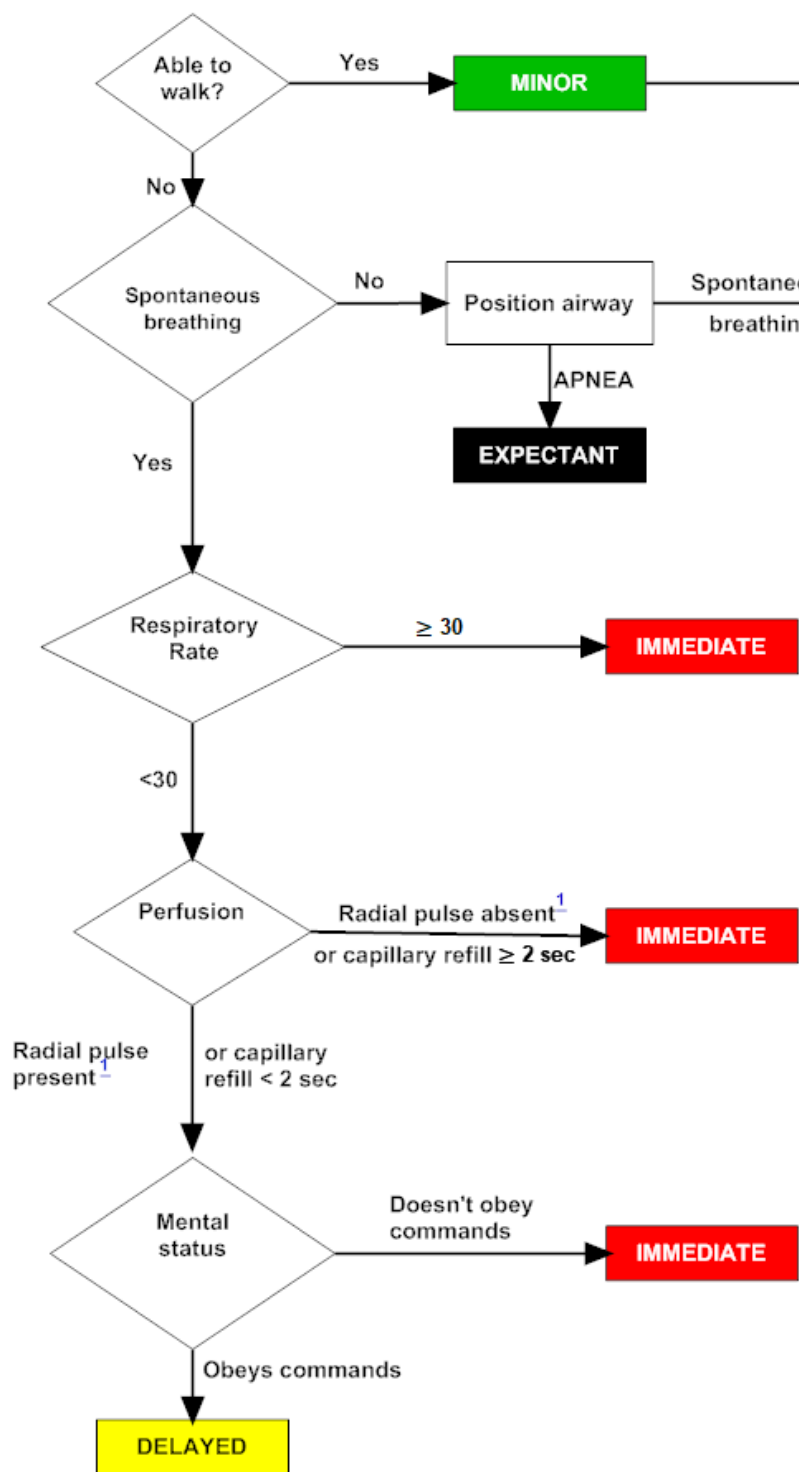 Able to
walk?
Yes
MINOR
No
Spontaneous
breathing
No
Position airway
APNEA
EXPECTANT
Yes
Respiratory
Rate
≥ 30
IMMEDIATE
<30
Perfusion
Radial pulse absent1
or capillary refill ≥ 2 sec
IMMEDIATE
Radial pulse
present1
or capillary
refill < 2 sec
Mental
status
Doesn't obey
commands
IMMEDIATE
Obeys commands
DELAYED